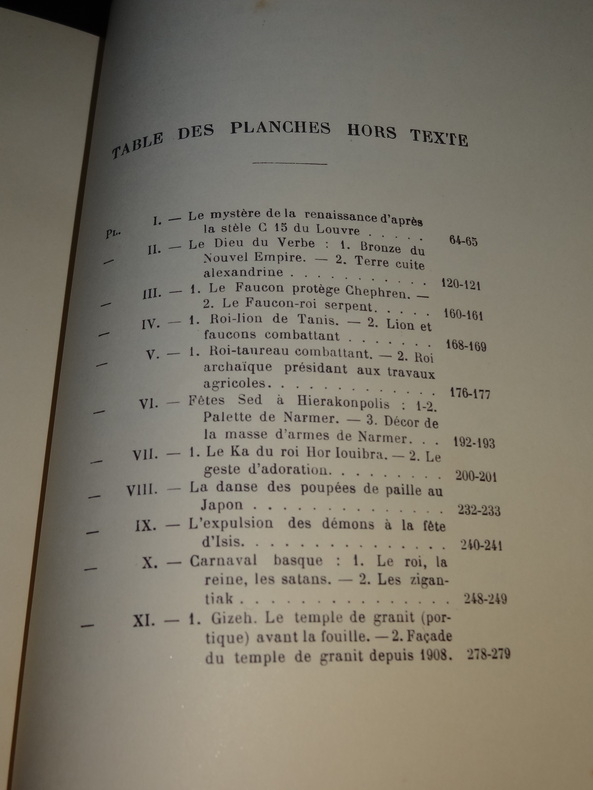 TABLE DES PLANCHES HORS TEXTE
Pl. I. — Le mystère de la renaissance d'après
la stèle C 15 du Louvre . . . . . 64-65
— II. — Le Dieu du Verbe : 1. Bronze du
Nouvel Empire. — 2. Terre cuite
alexandrine . . . . . . . . . . . 120-121
— III. — 1. Le Faucon protège Chephren. —
2. Le Faucon-roi serpent. . . . . 160-161
— IV. — 1. Roi-lion de Tanis. — 2. Lion et
faucons combattant . . . . . . . 168-169
— V. — 1. Roi-taureau combattant. — 2. Roi
archaïque présidant aux travaux
agricoles. . . . . . . . . . . . . 176-177
— VI. — Fêtes Sed à Hierakonpolis : 1-2.
Palette de Narmer. — 3. Décor de
la masse d'armes de Narmer. . . 192-193
— VII. — 1. Le Ka du roi Hor Iouibra. — 2. Le
geste d'adoration. . . . . . . . . 200-201
— VIII. — La danse des poupées de paille au
Japon . . . . . . . . . . . . . . 232-233
— IX. — L'expulsion des démons à la fête
d'Isis. . . . . . . . . . . . . . . 240-241
— X. — Carnaval basque : 1. Le roi, la
reine, les satans. — 2. Les zigan-
tiak . . . . . . . . . . . . . . . 248-249
— XI. — 1. Gizeh. Le temple de granit (por-
tique) avant la fouille. — 2. Façade
du temple de granit depuis 1908. 278-279